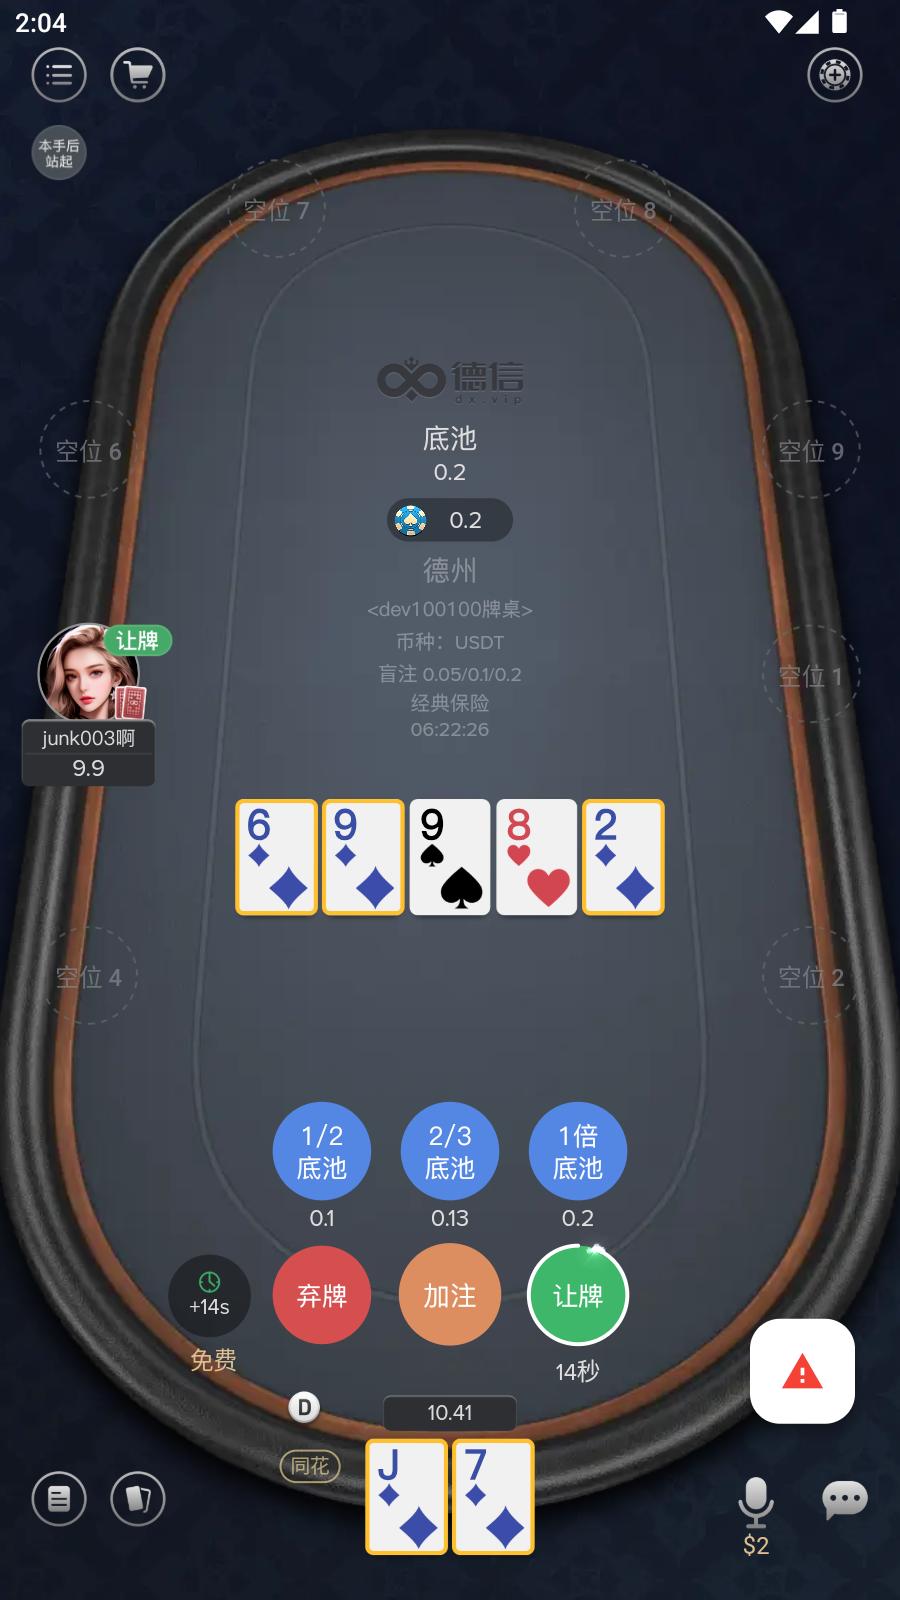 2:04
本手后
站起
空位 7
空位 8
德信
dx.vip
底池
0.2
空位 6
空位 9
0.2
德州
<dev100100牌桌>
让牌
币种：USDT
盲注 0.05/0.1/0.2
空位 1
经典保险
06:22:26
junk003啊
9.9
6
9
9
8
2
空位 4
空位 2
1/2
底池
2/3
底池
1倍
底池
0.1
0.13
0.2
+14s
弃牌
加注
让牌
免费
14秒
D
10.41
同花
J
7
$2